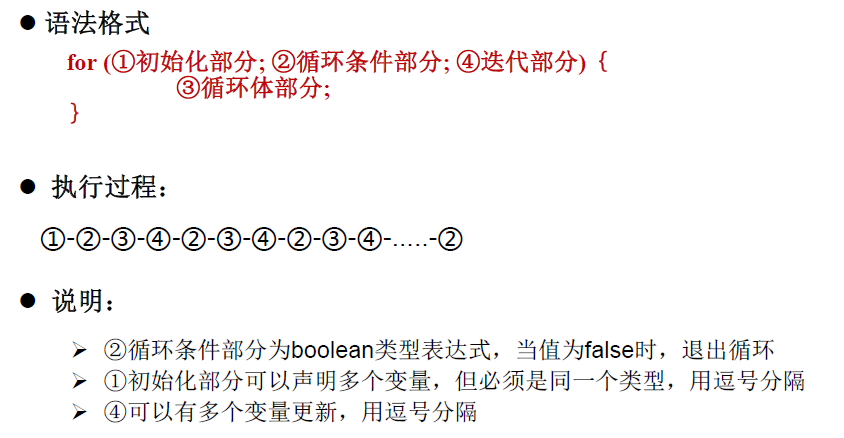 ● 语法格式
for (①初始化部分; ②循环条件部分; ④迭代部分) {
③循环体部分;
}
● 执行过程：
①-②-③-④-②-③-④-②-③-④-.....-②
● 说明：
➢ ②循环条件部分为boolean类型表达式，当值为false时，退出循环
➢ ①初始化部分可以声明多个变量，但必须是同一个类型，用逗号分隔
➢ ④可以有多个变量更新，用逗号分隔